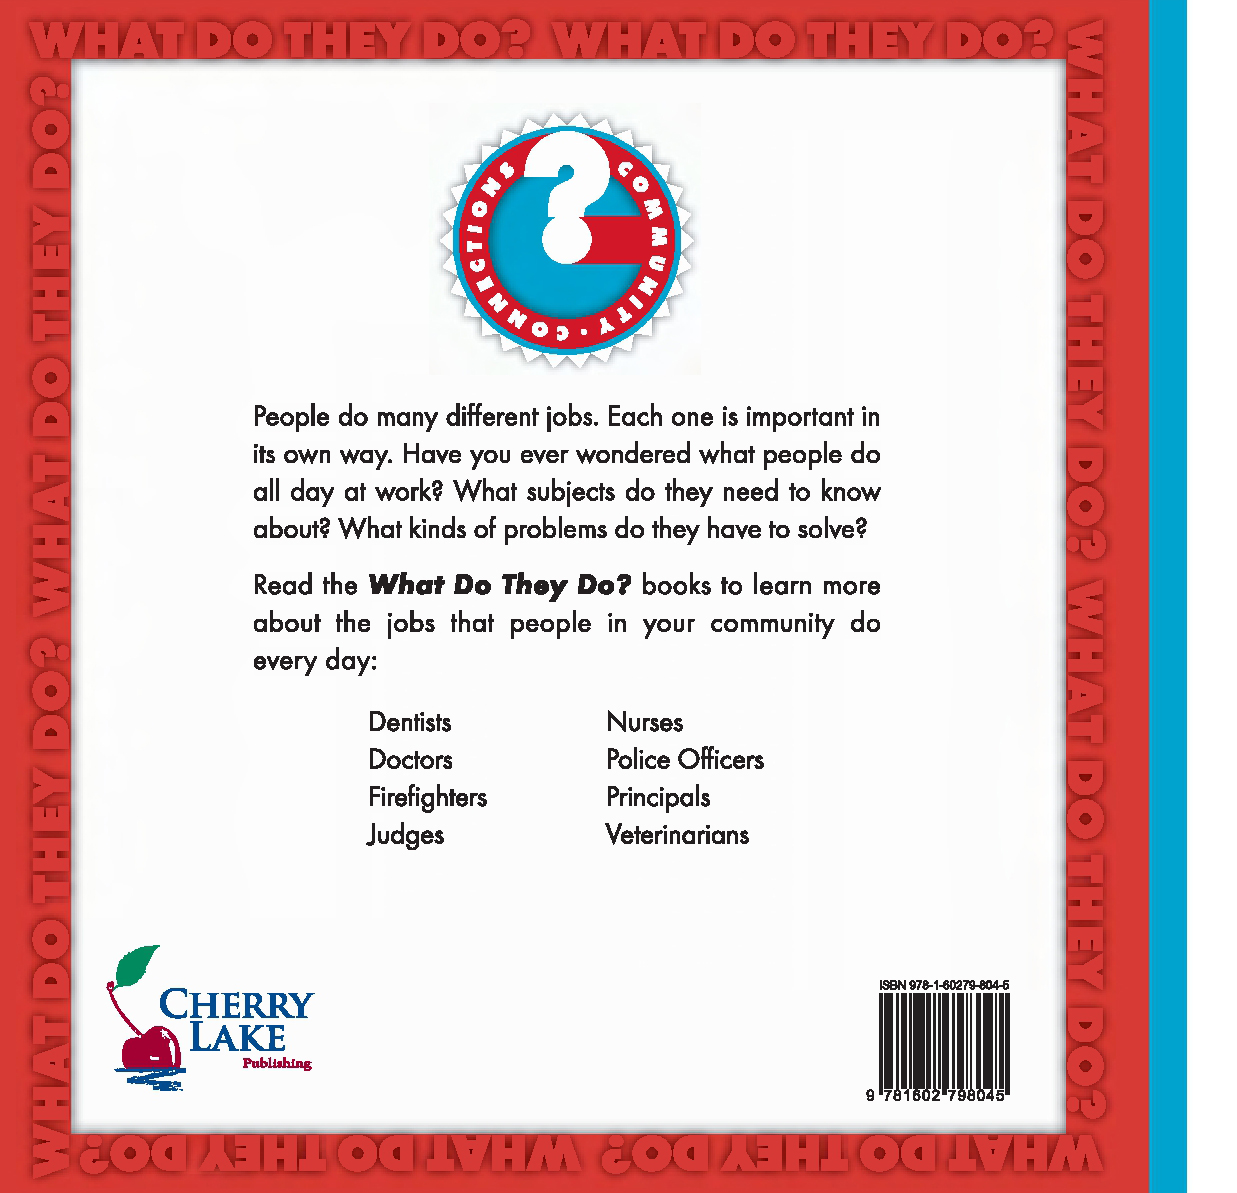 WHAT DO THEY DO? WHAT DO THEY DO?
WHAT DO THEY DO? WHAT DO THEY DO?
WHAT DO THEY DO? WHAT DO THEY DO?
WHAT DO THEY DO? WHAT DO THEY DO?
?
COMMUNITY · CONNECTIONS
People do many different jobs. Each one is important in
its own way. Have you ever wondered what people do
all day at work? What subjects do they need to know
about? What kinds of problems do they have to solve?
Read the What Do They Do? books to learn more
about the jobs that people in your community do
every day:
Dentists
Doctors
Firefighters
Judges
Nurses
Police Officers
Principals
Veterinarians
CHERRY
LAKE
Publishing
ISBN 978-1-60279-804-5
9 781602 798045